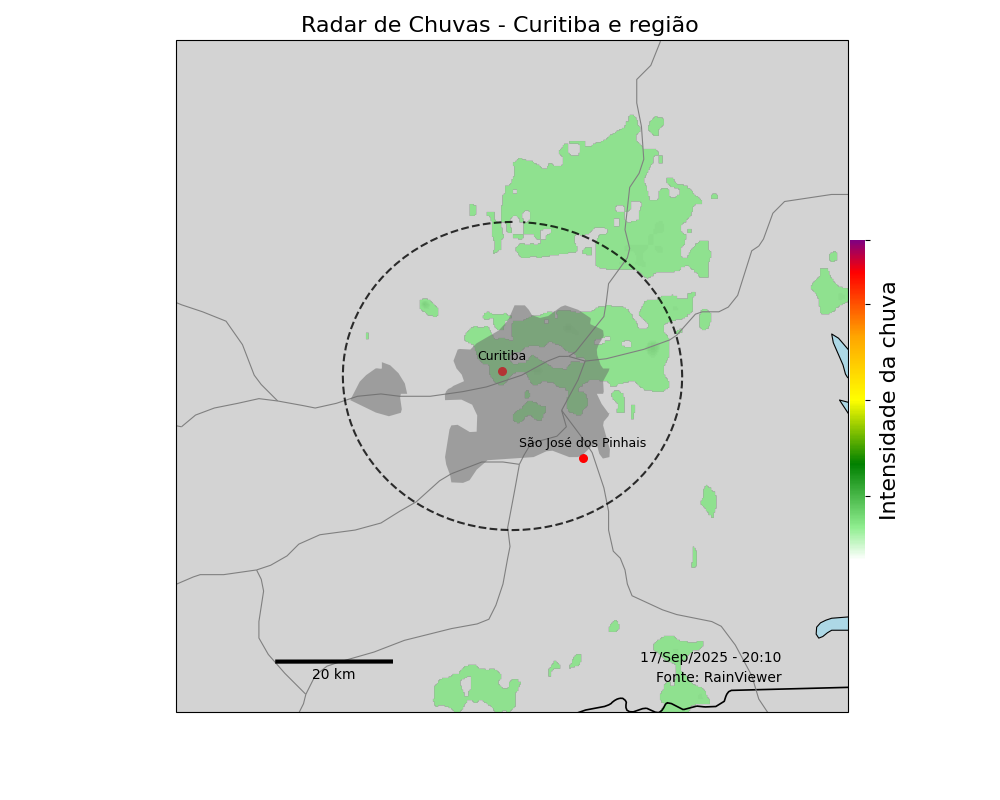 Radar de Chuvas - Curitiba e região
Curitiba
São José dos Pinhais
Intensidade da chuva
20 km
17/Sep/2025 - 20:10
Fonte: RainViewer